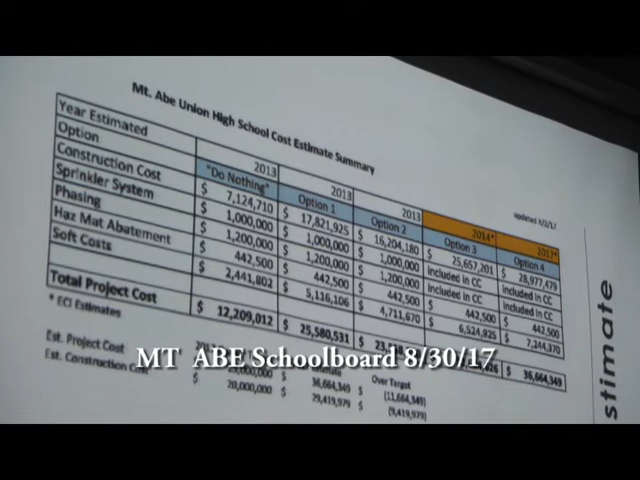 Mt. Abe Union High School Cost Estimate Summary
updated 8/2/17
Year Estimated 2013 2013 2013 2014* 2017*
Option "Do Nothing" Option 1 Option 2 Option 3 Option 4
Construction Cost $ 7,124,710 $ 17,821,925 $ 16,204,180 $ 25,657,201 $ 28,977,479
Sprinkler System $ 1,000,000 $ 1,000,000 $ 1,000,000 Included in CC Included in CC
Phasing $ 1,200,000 $ 1,200,000 $ 1,200,000 Included in CC Included in CC
Haz Mat Abatement $ 442,500 $ 442,500 $ 442,500 $ 442,500 $ 442,500
Soft Costs $ 2,441,802 $ 5,116,106 $ 4,711,670 $ 6,524,925 $ 7,244,370
Total Project Cost $ 12,209,012 $ 25,580,531 $ $ 36,664,349
* ECI Estimates
Over Target
Est. Project Cost $ 25,000,000 $ 36,664,349 $ (11,664,349)
Est. Construction Cost $ 20,000,000 $ 29,419,979 $ (9,419,979)
stimate
MT ABE Schoolboard 8/30/17